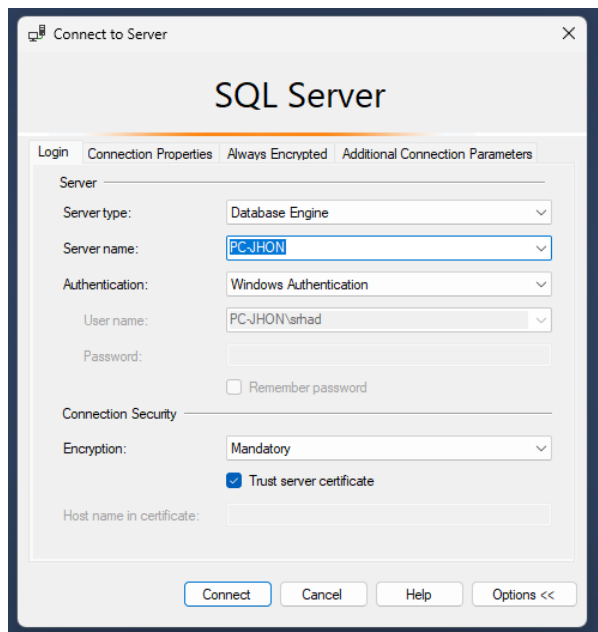 Connect to Server
SQL Server
Login Connection Properties Always Encrypted Additional Connection Parameters
Server
Server type: Database Engine
Server name: PC-JHON
Authentication: Windows Authentication
User name: PC-JHON\srhad
Password:
Remember password
Connection Security
Encryption: Mandatory
Trust server certificate
Host name in certificate:
Connect Cancel Help Options <<